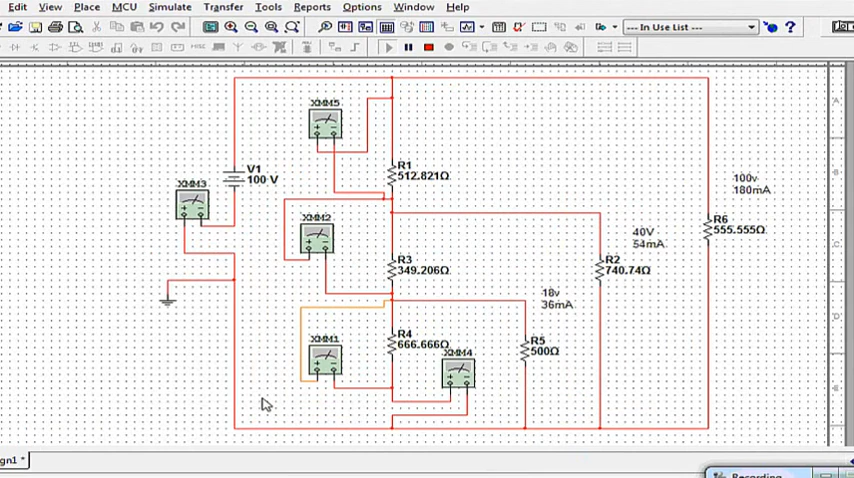 Edit View Place MCU Simulate Transfer Tools Reports Options Window Help
--- In Use List ---
XMM5
A
R1
512.821Ω
V1
100 V
XMM3
100v
180mA
B
XMM2
R6
555.555Ω
40V
54mA
C
R3
349.206Ω
R2
740.74Ω
18v
36mA
D
R4
666.666Ω
XMM1
R5
500Ω
XMM4
E
gn1 *
Recording